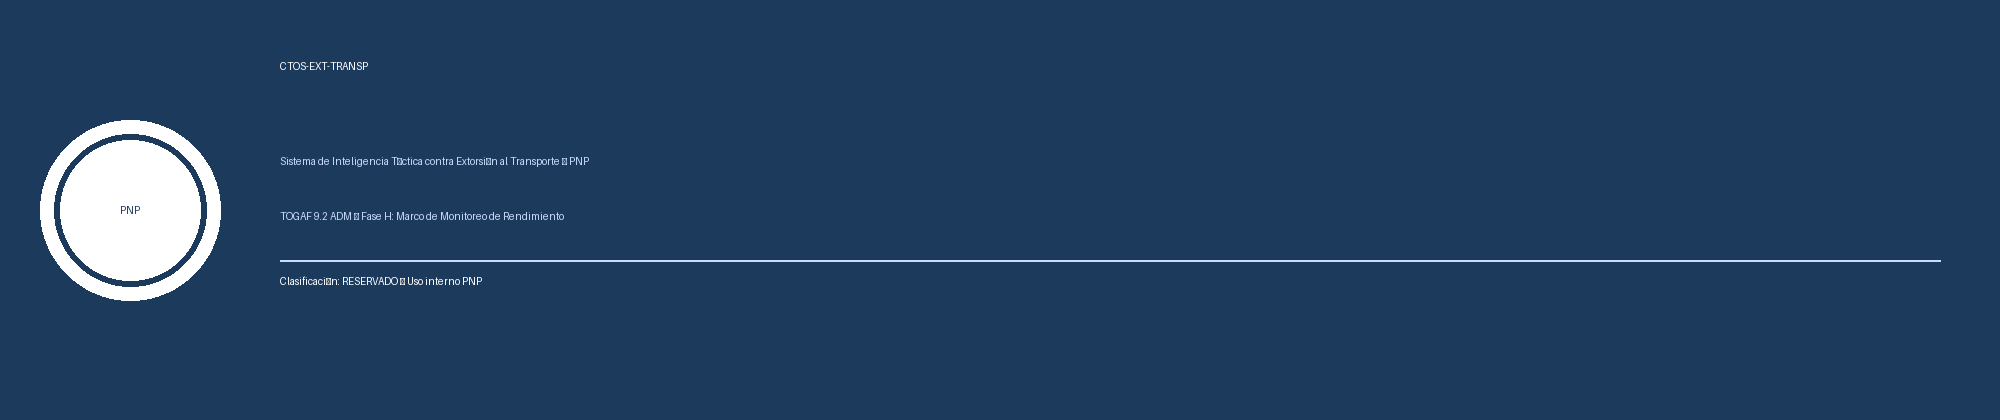 CTOS-EXT-TRANSP
Sistema de Inteligencia T▯ctica contra Extorsi▯n al Transporte ▯ PNP
PNP
TOGAF 9.2 ADM ▯ Fase H: Marco de Monitoreo de Rendimiento
Clasificaci▯n: RESERVADO ▯ Uso interno PNP